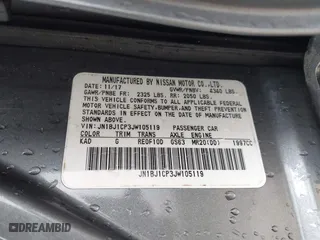 MANUFACTURED BY NISSAN MOTOR CO.,LTD.
DATE: 11/17 GVWR/PNBV: 4360 LBS.
GAWR/PNBE FR: 2325 LBS. RR: 2050 LBS.
THIS VEHICLE CONFORMS TO ALL APPLICABLE
FEDERAL MOTOR VEHICLE SAFETY, BUMPER, AND THEFT
PREVENTION STANDARDS IN EFFECT ON THE DATE OF
MANUFACTURE SHOWN ABOVE.
VIN: JN1BJ1CP3JW105119 PASSENGER CAR
COLOR TRIM TRANS AXLE ENGINE
KAD G RE0F10D GS63 MR20(DD) 1997CC
JN1BJ1CP3JW105119
DREAMBID